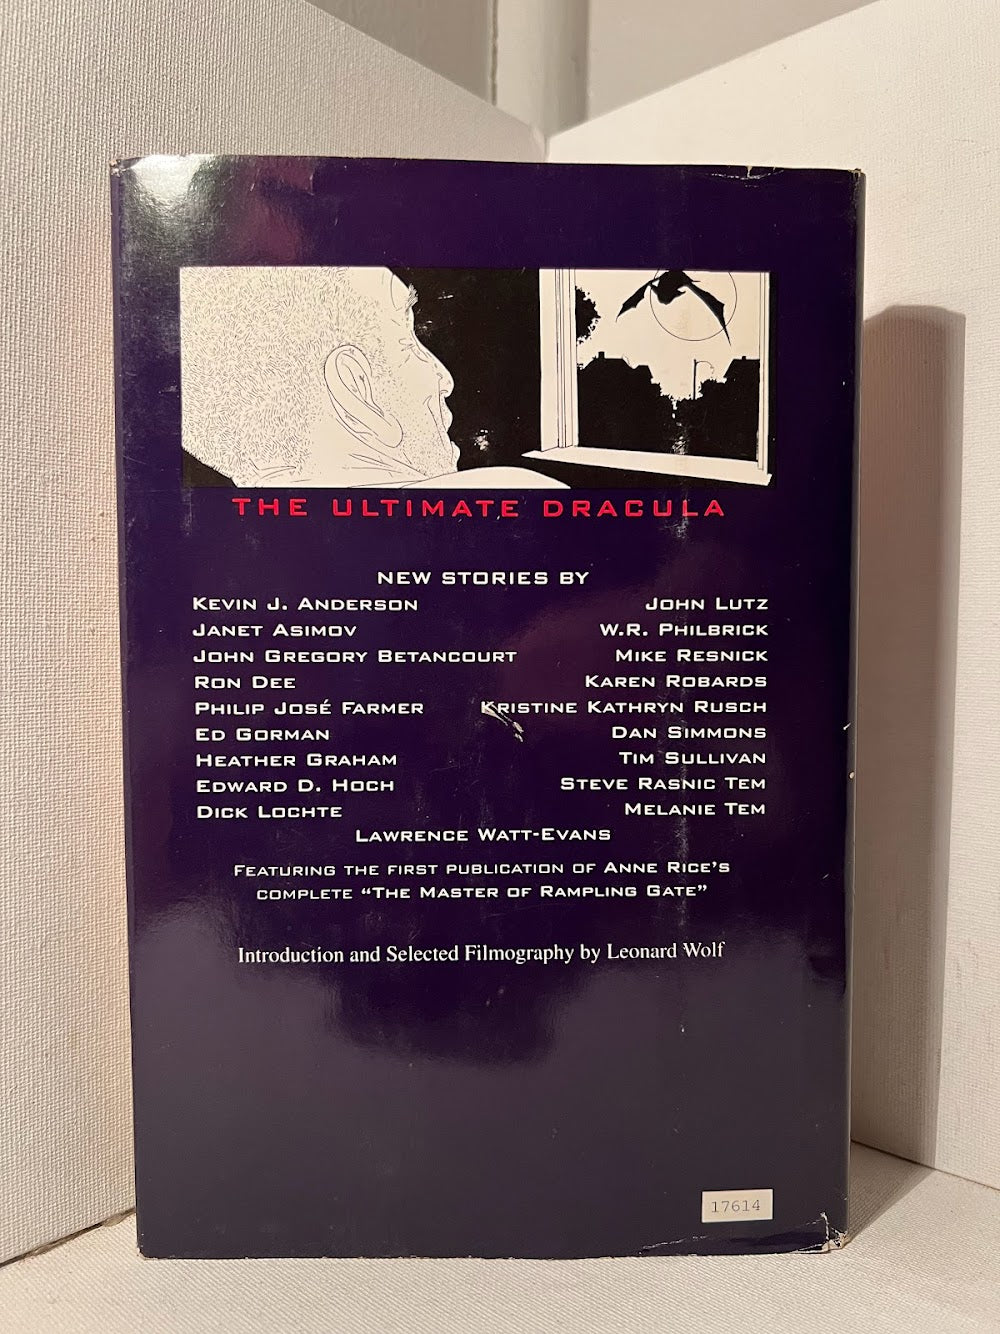 THE ULTIMATE DRACULA
NEW STORIES BY
KEVIN J. ANDERSON
JANET ASIMOV
JOHN GREGORY BETANCOURT
RON DEE
PHILIP JOSÉ FARMER
ED GORMAN
HEATHER GRAHAM
EDWARD D. HOCH
DICK LOCHTE
JOHN LUTZ
W.R. PHILBRICK
MIKE RESNICK
KAREN ROBARDS
KRISTINE KATHRYN RUSCH
DAN SIMMONS
TIM SULLIVAN
STEVE RASNIC TEM
MELANIE TEM
LAWRENCE WATT-EVANS
FEATURING THE FIRST PUBLICATION OF ANNE RICE'S
COMPLETE "THE MASTER OF RAMPLING GATE"
Introduction and Selected Filmography by Leonard Wolf
17614